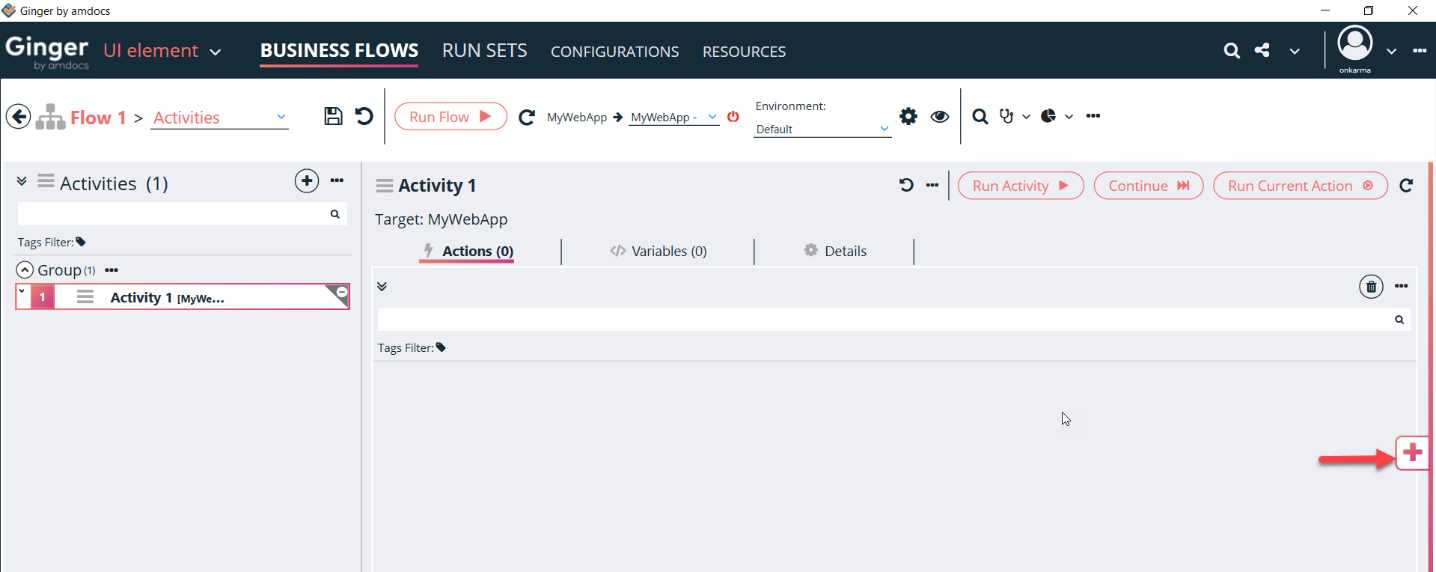 Ginger by amdocs
Ginger by amdocs UI element BUSINESS FLOWS RUN SETS CONFIGURATIONS RESOURCES
onkarma
Flow 1 > Activities Run Flow MyWebApp MyWebApp - Environment:
Default
Activities (1)
Tags Filter:
Group (1)
1 Activity 1 [MyWe...
Activity 1 Run Activity Continue Run Current Action
Target: MyWebApp
Actions (0) Variables (0) Details
Tags Filter: